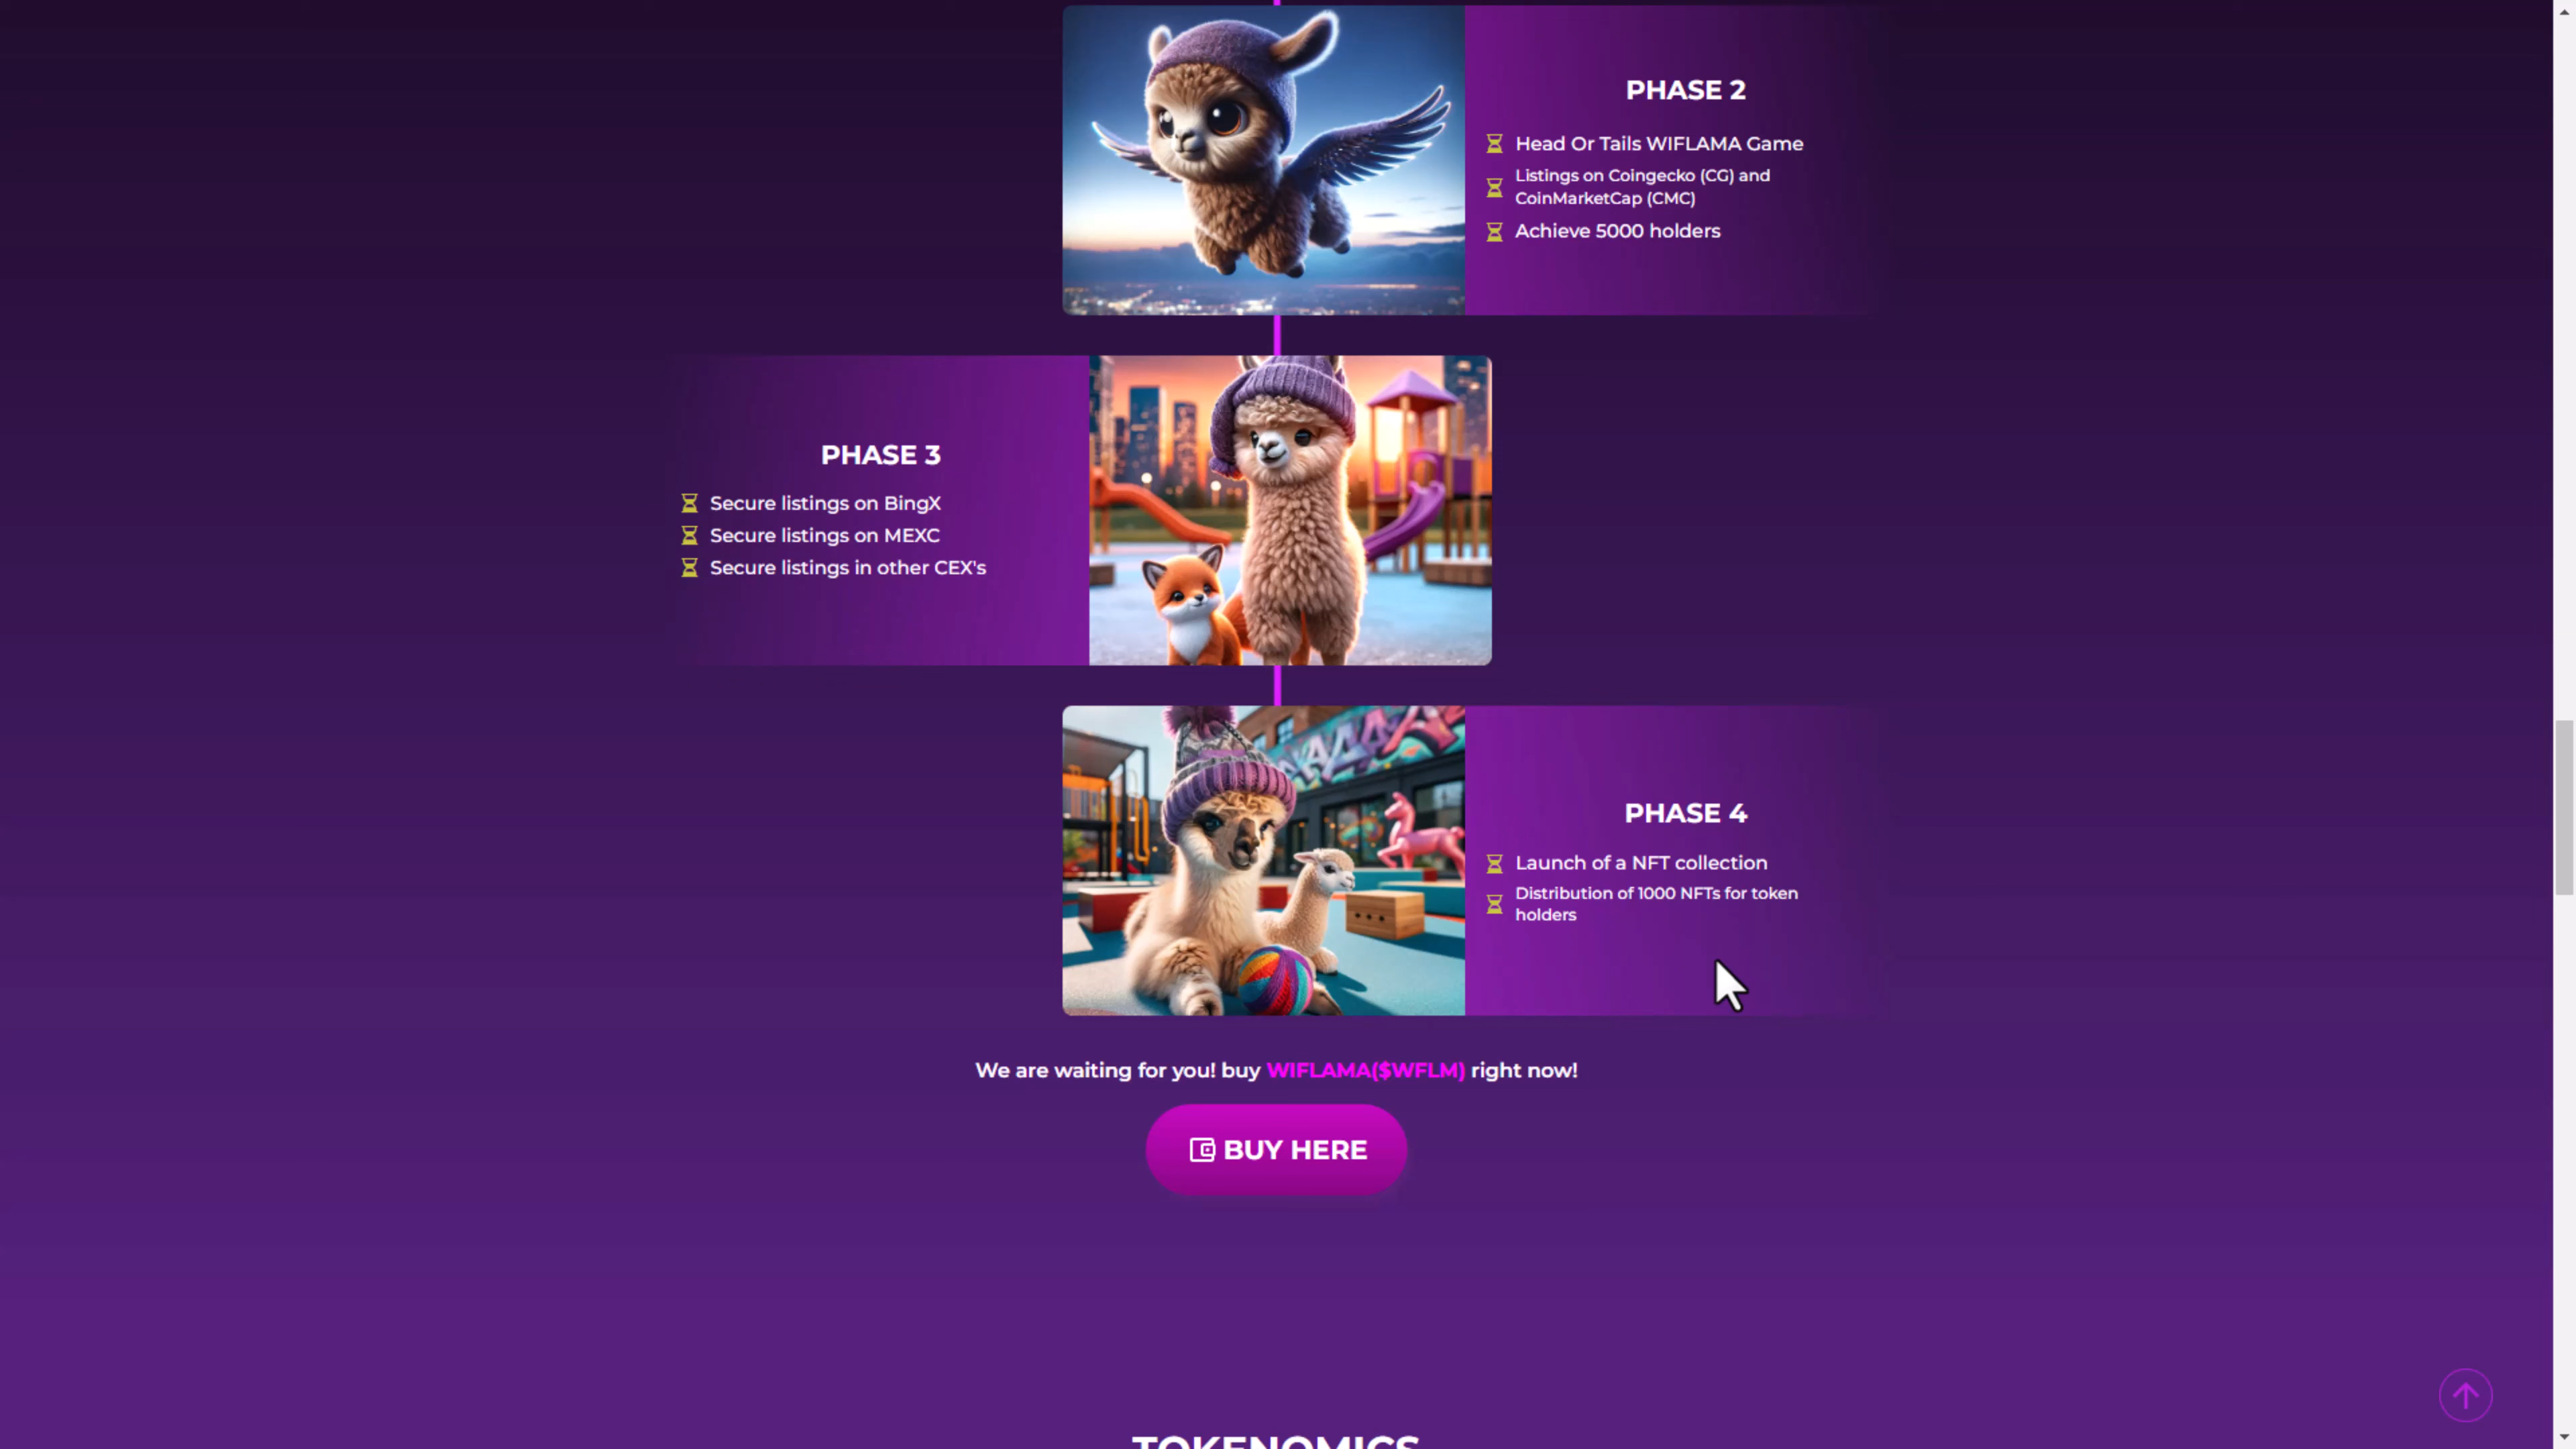 PHASE 2
Head Or Tails WIFLAMA Game
Listings on Coingecko (CG) and
CoinMarketCap (CMC)
Achieve 5000 holders
PHASE 3
Secure listings on BingX
Secure listings on MEXC
Secure listings in other CEX's
PHASE 4
Launch of a NFT collection
Distribution of 1000 NFTs for token
holders
We are waiting for you! buy WIFLAMA($WFLM) right now!
BUY HERE
TOKENOMICS